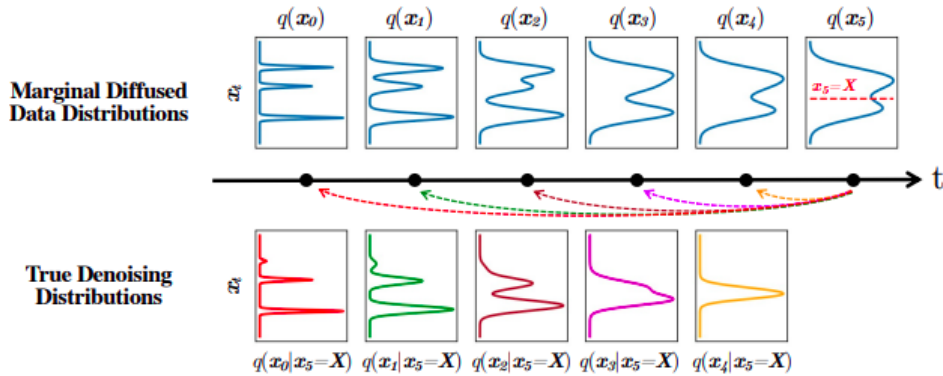 q(x₀) q(x₁) q(x₂) q(x₃) q(x₄) q(x₅)
Marginal Diffused
Data Distributions
xₜ
x₅=X
t
True Denoising
Distributions
xₜ
q(x₀|x₅=X) q(x₁|x₅=X) q(x₂|x₅=X) q(x₃|x₅=X) q(x₄|x₅=X)